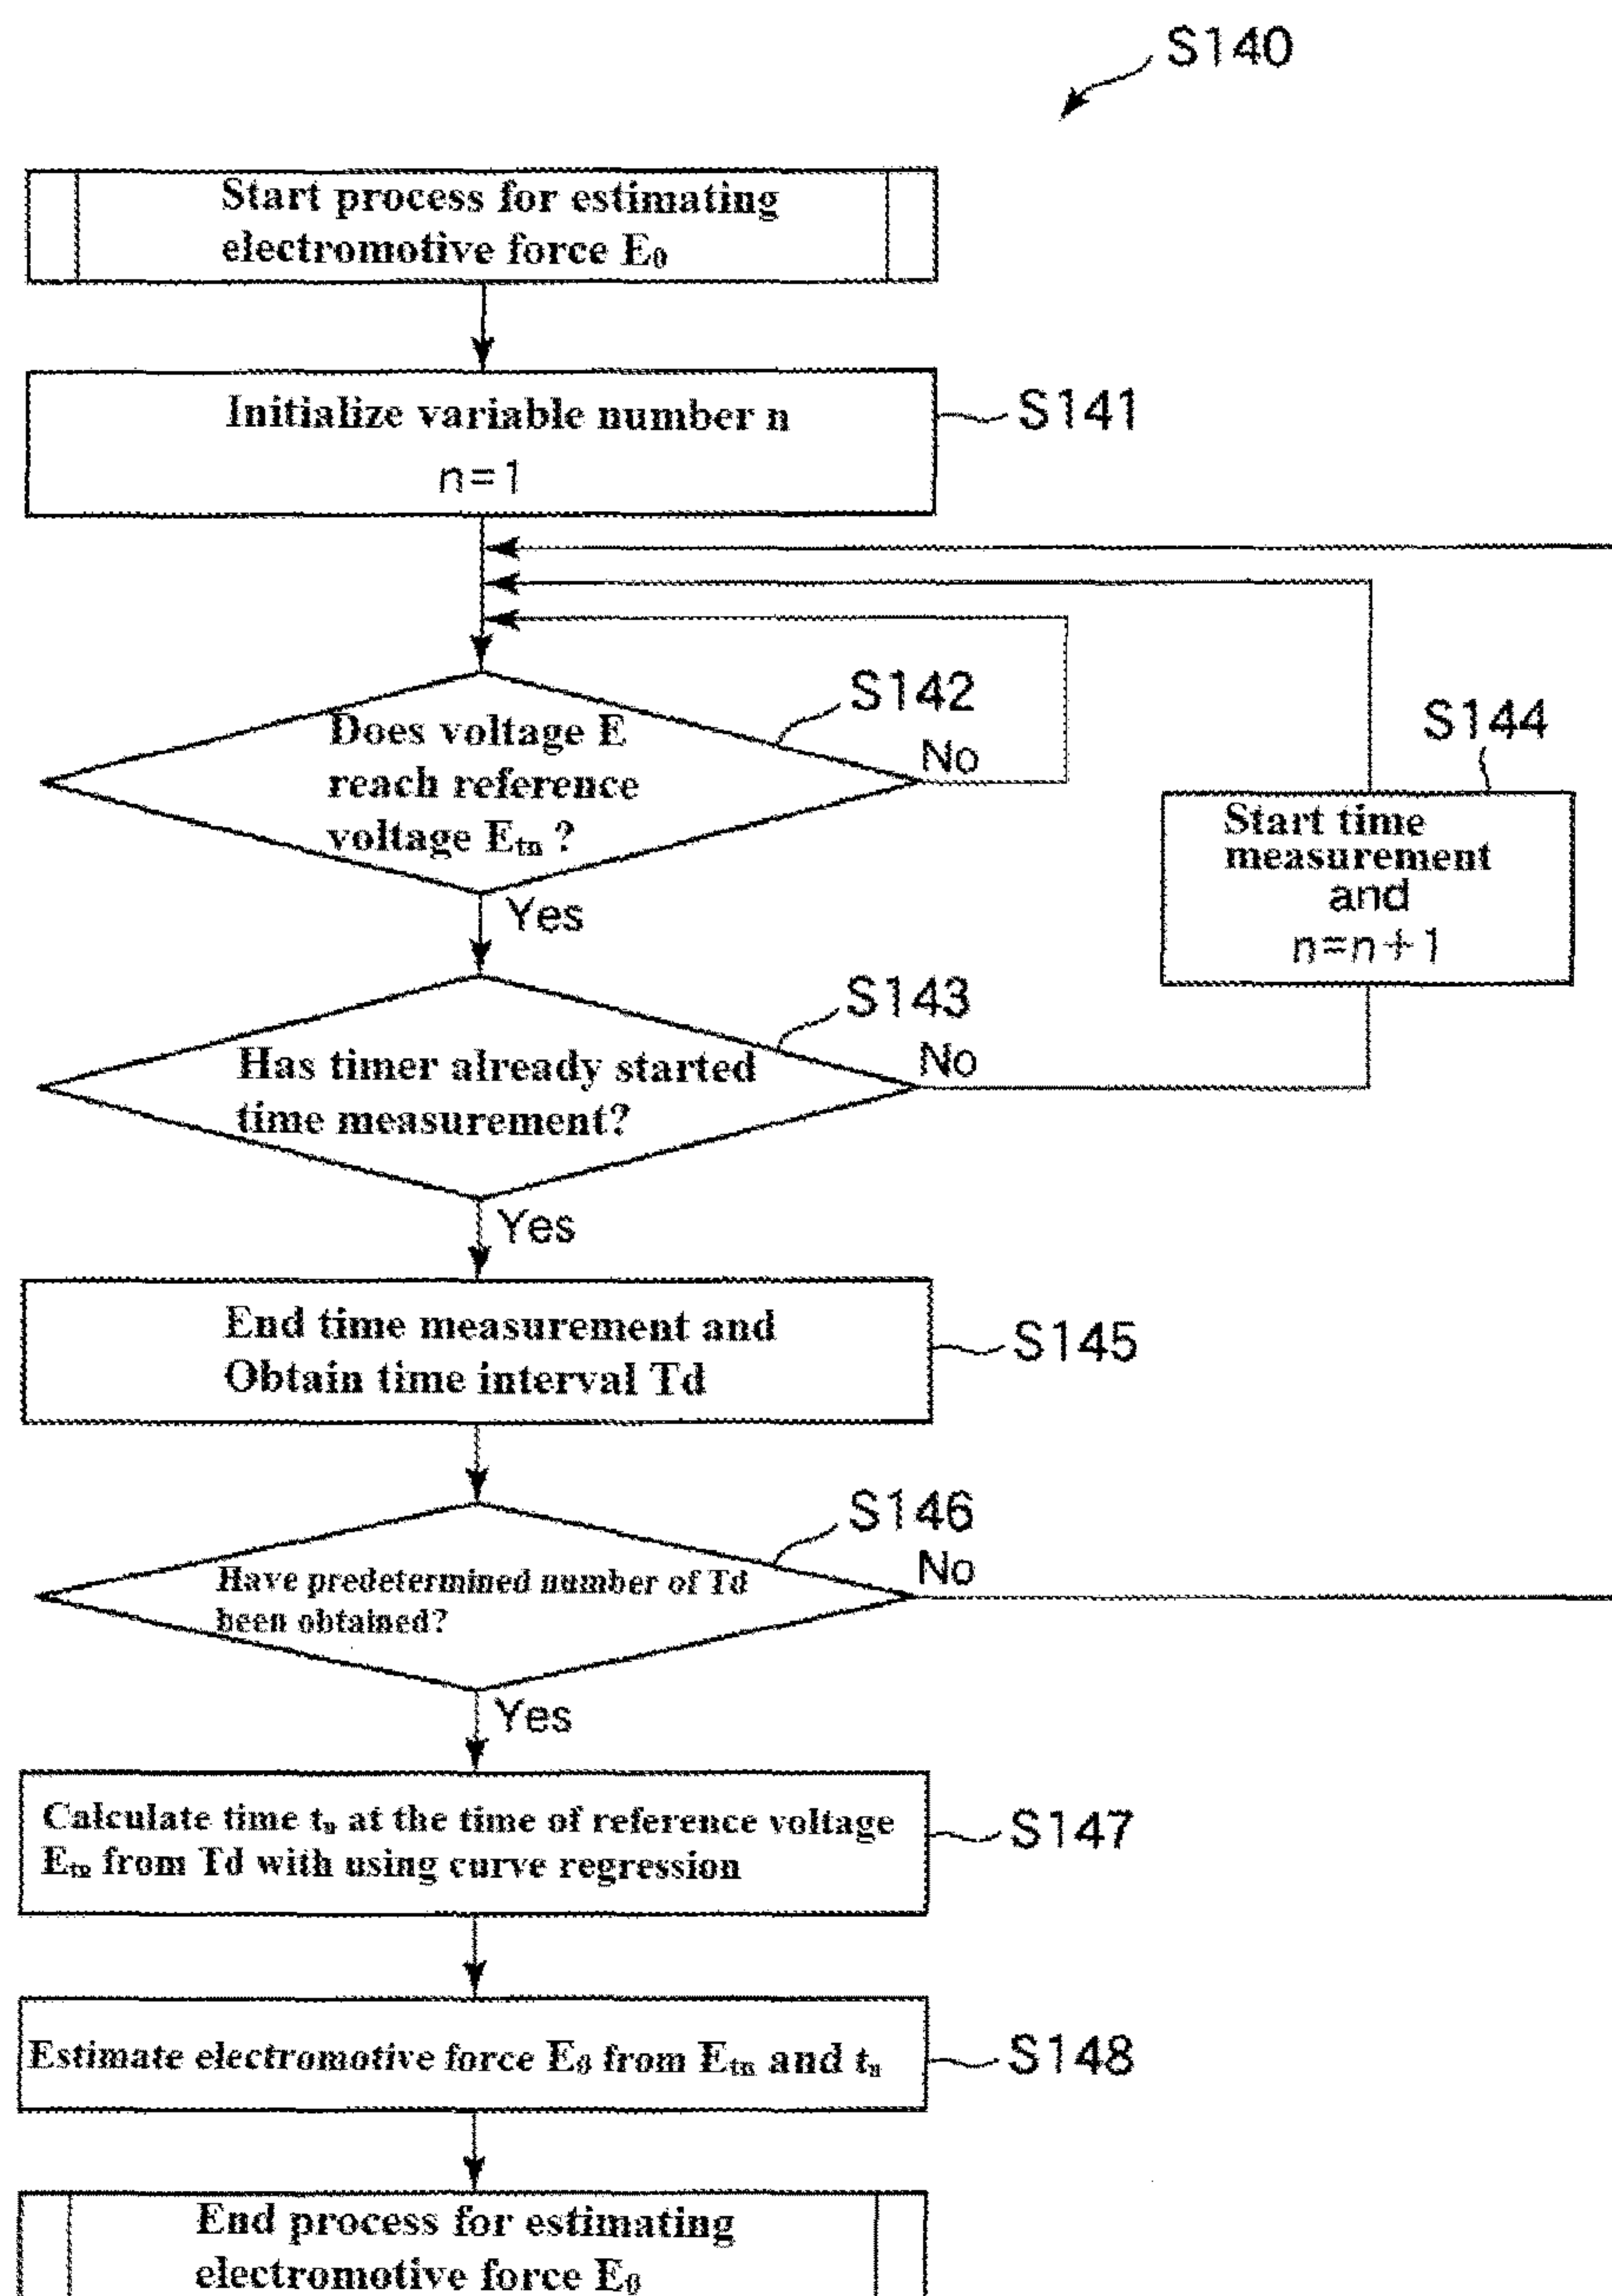 S140
Start process for estimating
electromotive force E₀
Initialize variable number n
n=1
S141
S142
Does voltage E
reach reference
voltage Eₜₙ ?
No
Yes
S144
Start time
measurement
and
n=n+1
S143
Has timer already started
time measurement?
No
Yes
End time measurement and
Obtain time interval Td
S145
S146
Have predetermined number of Td
been obtained?
No
Yes
Calculate time tₙ at the time of reference voltage
Eₜₙ from Td with using curve regression
S147
Estimate electromotive force E₀ from Eₜₙ and tₙ
S148
End process for estimating
electromotive force E₀